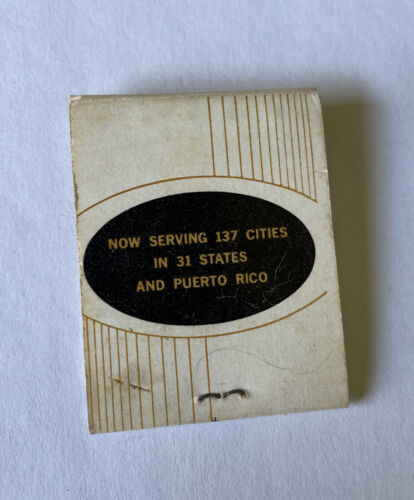 NOW SERVING 137 CITIES
IN 31 STATES
AND PUERTO RICO